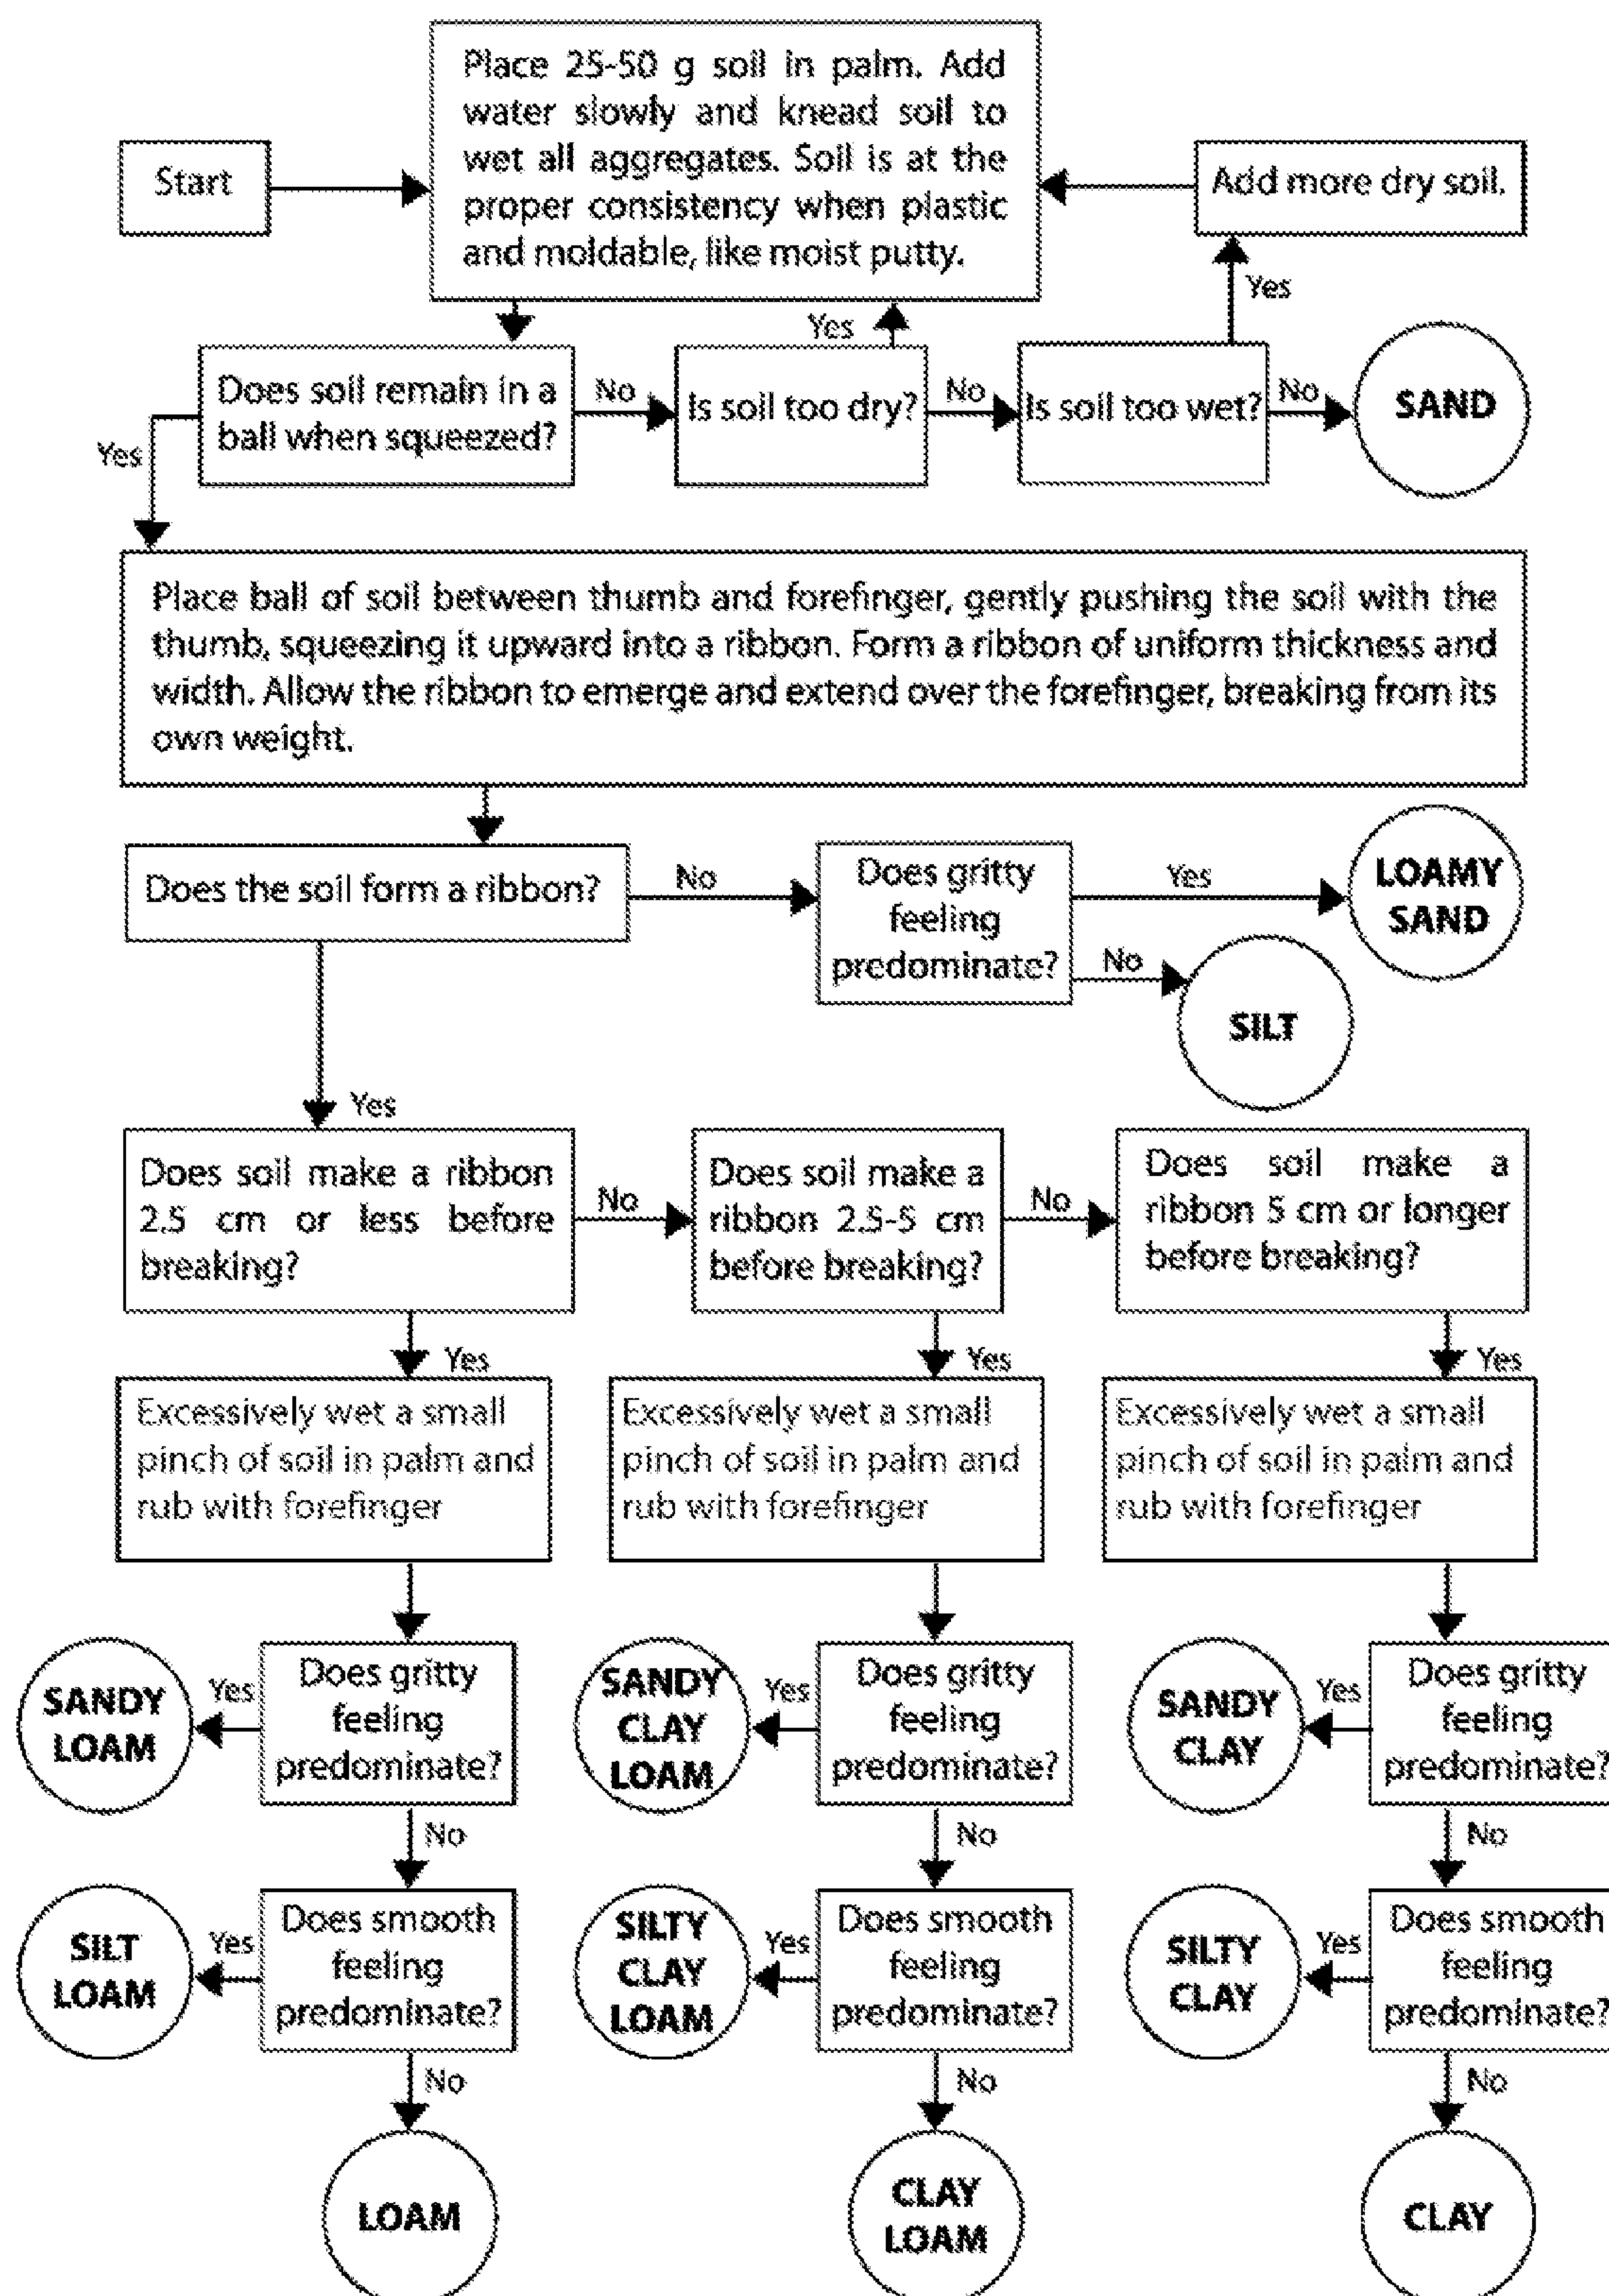 Place 25-50 g soil in palm. Add
water slowly and knead soil to
wet all aggregates. Soil is at the
proper consistency when plastic
and moldable, like moist putty.
Start
Add more dry soil.
Yes
Yes
Does soil remain in a
ball when squeezed?
No
Is soil too dry?
No
Is soil too wet?
No
SAND
Yes
Place ball of soil between thumb and forefinger, gently pushing the soil with the
thumb, squeezing it upward into a ribbon. Form a ribbon of uniform thickness and
width. Allow the ribbon to emerge and extend over the forefinger, breaking from its
own weight.
Does the soil form a ribbon?
No
Does gritty
feeling
predominate?
Yes
LOAMY
SAND
No
SILT
Yes
Does soil make a ribbon
2.5 cm or less before
breaking?
No
Does soil make a
ribbon 2.5-5 cm
before breaking?
No
Does soil make a
ribbon 5 cm or longer
before breaking?
Yes
Yes
Yes
Excessively wet a small
pinch of soil in palm and
rub with forefinger
Excessively wet a small
pinch of soil in palm and
rub with forefinger
Excessively wet a small
pinch of soil in palm and
rub with forefinger
SANDY
LOAM
Yes
Does gritty
feeling
predominate?
SANDY
CLAY
LOAM
Yes
Does gritty
feeling
predominate?
SANDY
CLAY
Yes
Does gritty
feeling
predominate?
No
No
No
SILT
LOAM
Yes
Does smooth
feeling
predominate?
SILTY
CLAY
LOAM
Yes
Does smooth
feeling
predominate?
SILTY
CLAY
Yes
Does smooth
feeling
predominate?
No
No
No
LOAM
CLAY
LOAM
CLAY